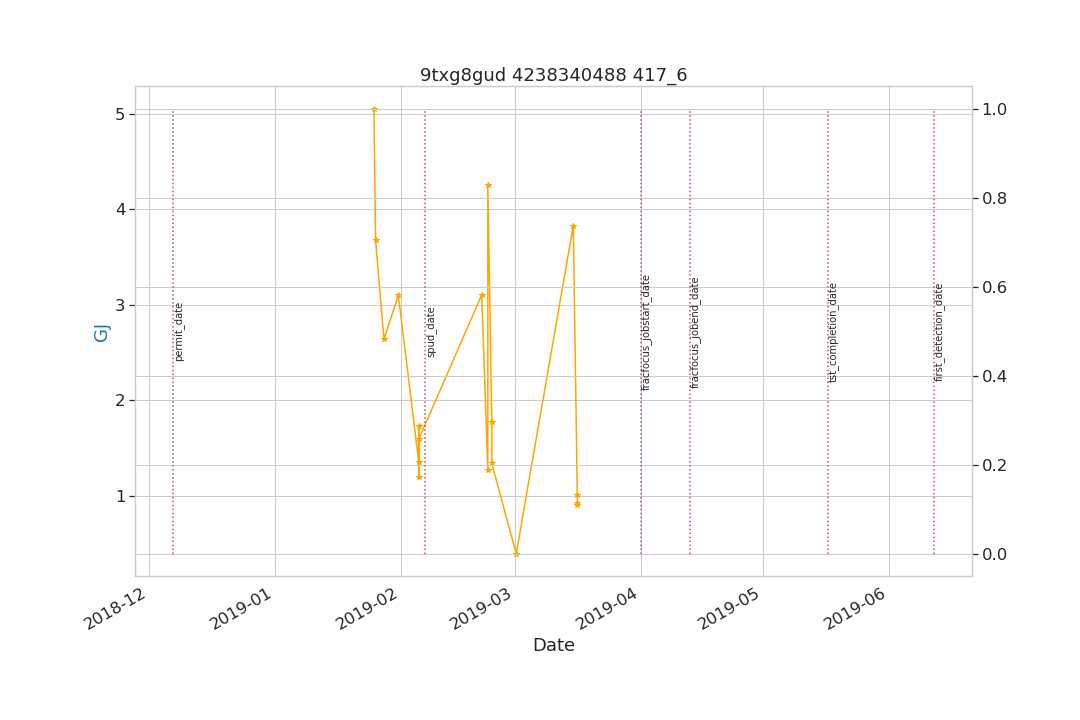 9txg8gud 4238340488 417_6
5
4
3
2
1
GJ
1.0
0.8
0.6
0.4
0.2
0.0
permit_date
spud_date
fracfocus_jobstart_date
fracfocus_jobend_date
tst_completion_date
first_detection_date
2018-12
2019-01
2019-02
2019-03
2019-04
2019-05
2019-06
Date